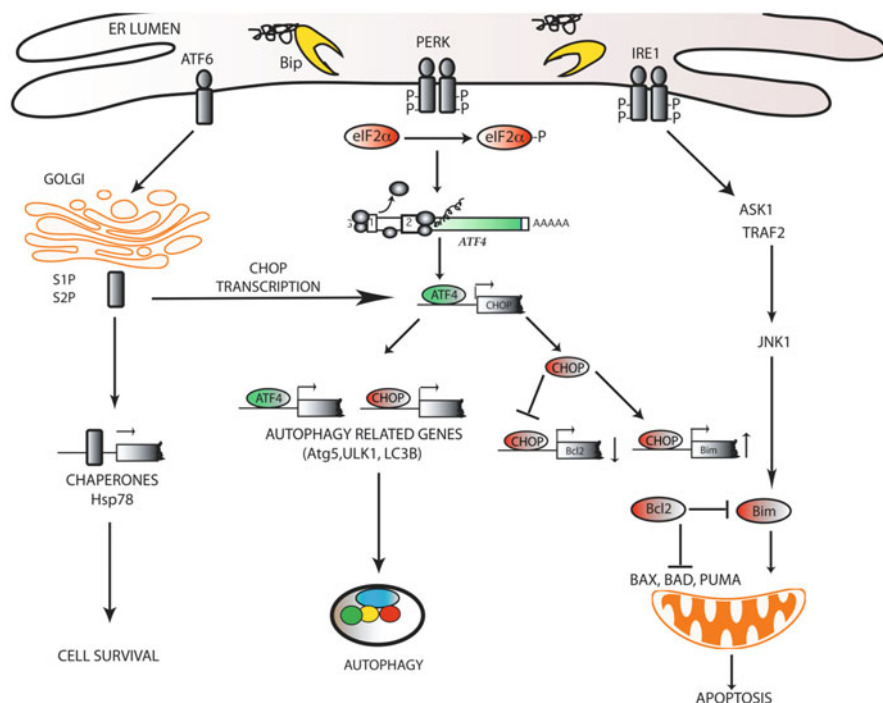 ER LUMEN
ATF6
Bip
PERK
IRE1
P P
P P
P P
P P
eIF2α
eIF2α-P
GOLGI
1
2
AAAAA
ATF4
ASK1
TRAF2
S1P
S2P
CHOP
TRANSCRIPTION
ATF4
CHOP
JNK1
CHOP
ATF4
CHOP
AUTOPHAGY RELATED GENES
(Atg5,ULK1, LC3B)
CHOP
Bcl2
CHOP
Bim
CHAPERONES
Hsp78
Bcl2
Bim
BAX, BAD, PUMA
CELL SURVIVAL
AUTOPHAGY
APOPTOSIS